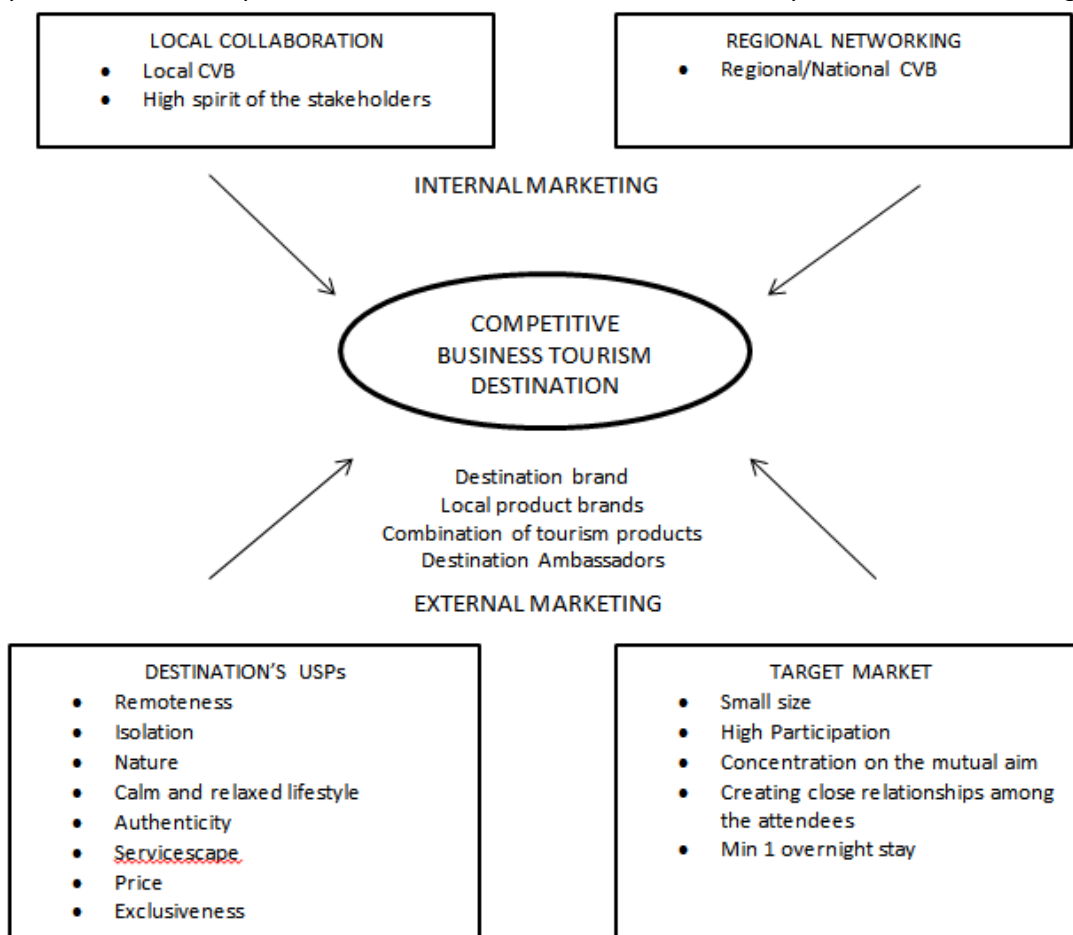 LOCAL COLLABORATION
• Local CVB
• High spirit of the stakeholders
REGIONAL NETWORKING
• Regional/National CVB
INTERNAL MARKETING
COMPETITIVE
BUSINESS TOURISM
DESTINATION
Destination brand
Local product brands
Combination of tourism products
Destination Ambassadors
EXTERNAL MARKETING
DESTINATION'S USPs
• Remoteness
• Isolation
• Nature
• Calm and relaxed lifestyle
• Authenticity
• Servicescape
• Price
• Exclusiveness
TARGET MARKET
• Small size
• High Participation
• Concentration on the mutual aim
• Creating close relationships among
the attendees
• Min 1 overnight stay